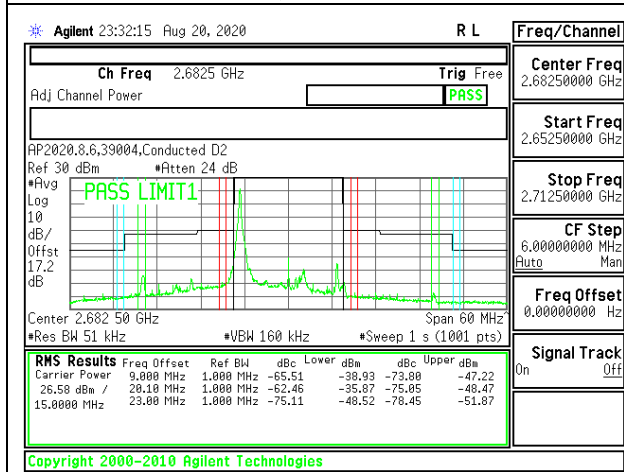 Agilent 23:32:15 Aug 20, 2020 R L
Freq/Channel
Ch Freq 2.6825 GHz Trig Free
Adj Channel Power PASS
AP2020.8.6,39004,Conducted D2
Ref 30 dBm #Atten 24 dB
#Avg
Log
10
dB/
Offst
17.2
dB
PASS LIMIT1
Center 2.682 50 GHz Span 60 MHz
#Res BW 51 kHz #VBW 160 kHz #Sweep 1 s (1001 pts)
RMS Results Freq Offset Ref BW dBc Lower dBm dBc Upper dBm
Carrier Power 9.000 MHz 1.000 MHz -65.51 -38.93 -73.80 -47.22
26.58 dBm / 20.10 MHz 1.000 MHz -62.46 -35.87 -75.05 -48.47
15.0000 MHz 23.00 MHz 1.000 MHz -75.11 -48.52 -78.45 -51.87
Center Freq
2.68250000 GHz
Start Freq
2.65250000 GHz
Stop Freq
2.71250000 GHz
CF Step
6.00000000 MHz
Auto Man
Freq Offset
0.00000000 Hz
Signal Track
On Off
Copyright 2000-2010 Agilent Technologies